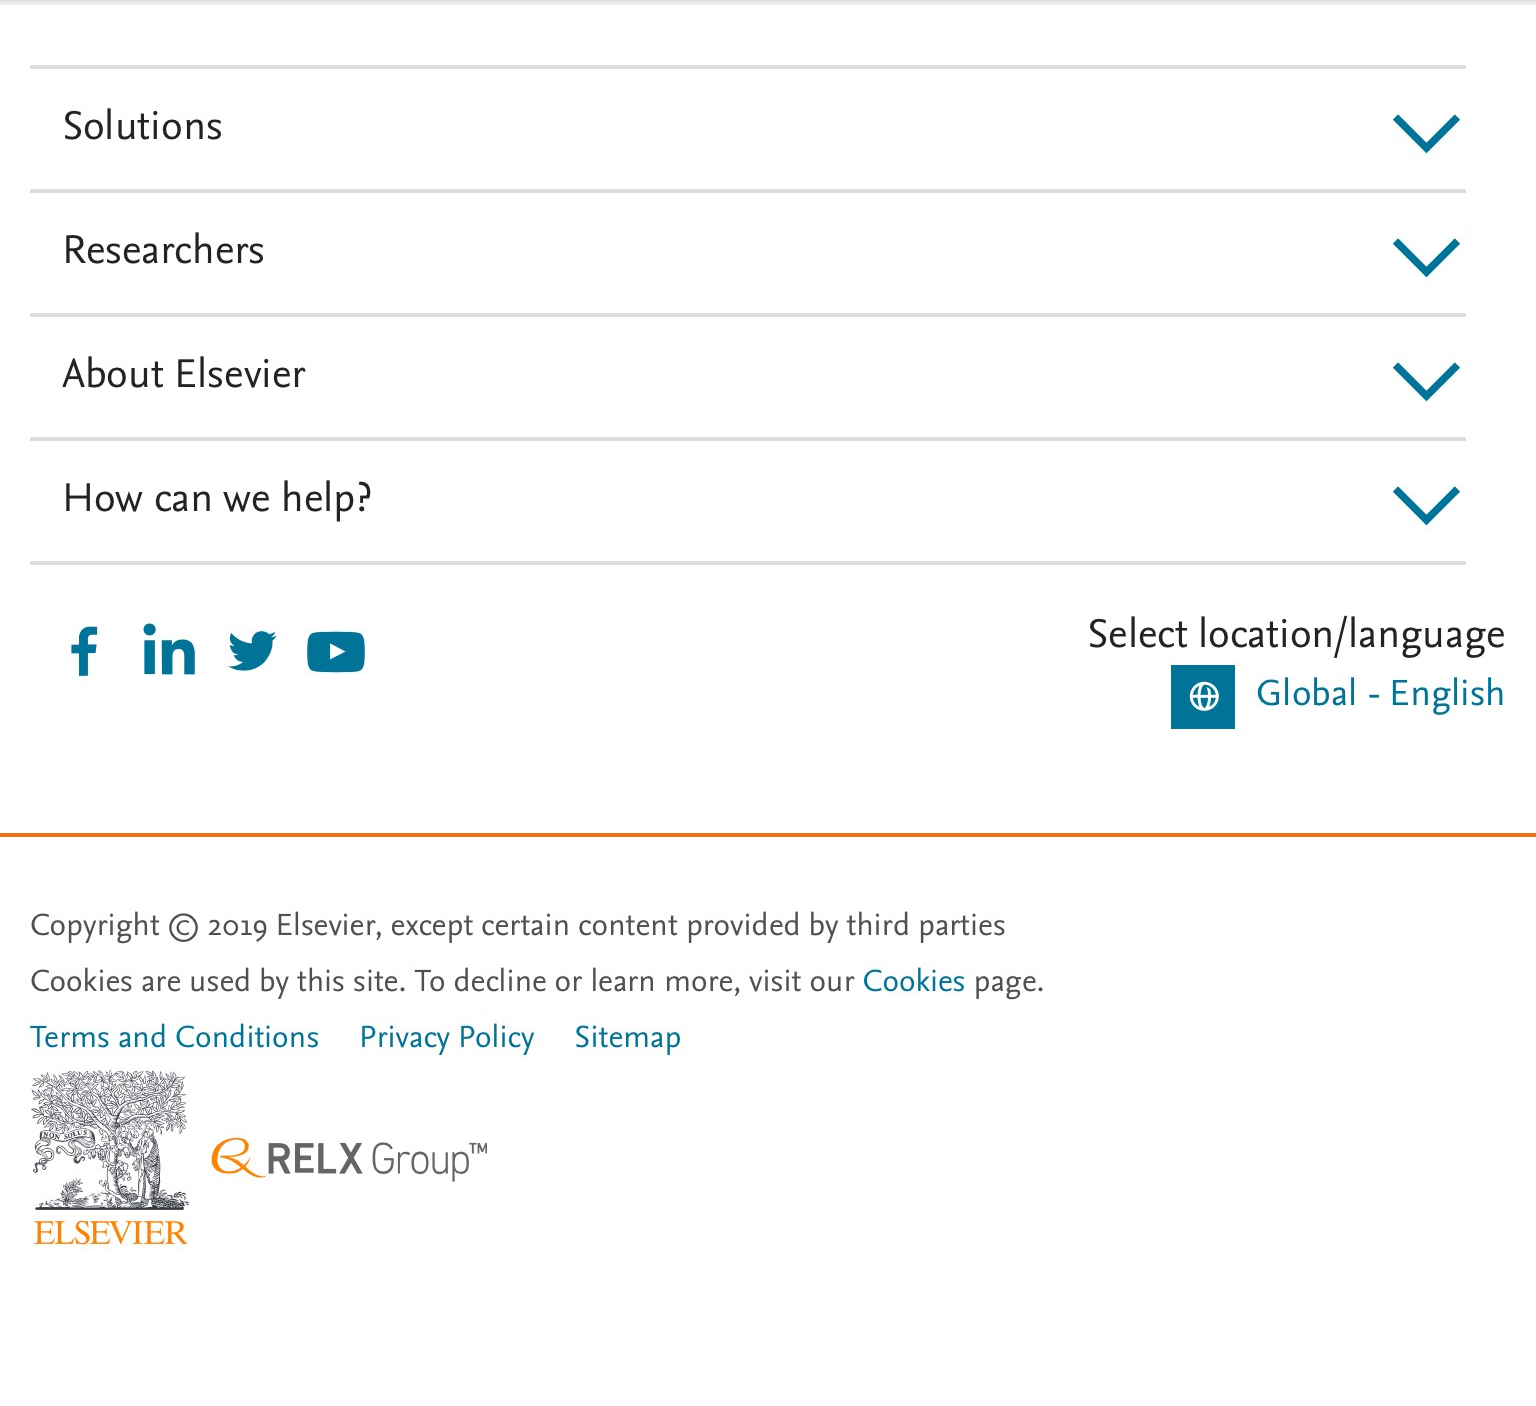 Solutions
Researchers
About Elsevier
How can we help?
Select location/language
Global - English
Copyright © 2019 Elsevier, except certain content provided by third parties
Cookies are used by this site. To decline or learn more, visit our Cookies page.
Terms and Conditions Privacy Policy Sitemap
NON SOLUS
RELX Group™
ELSEVIER